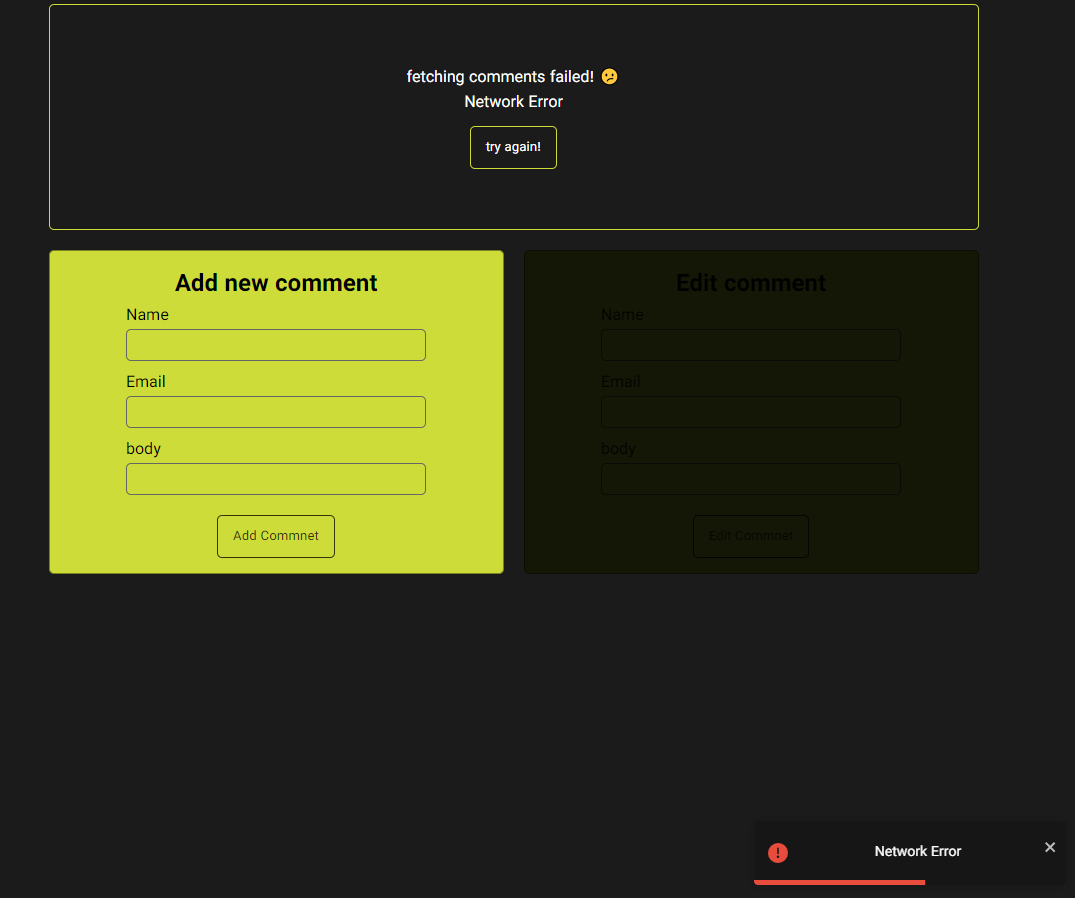 fetching comments failed! 😕
Network Error
try again!
Add new comment
Name
Email
body
Add Commnet
Edit comment
Name
Email
body
Edit Commnet
Network Error